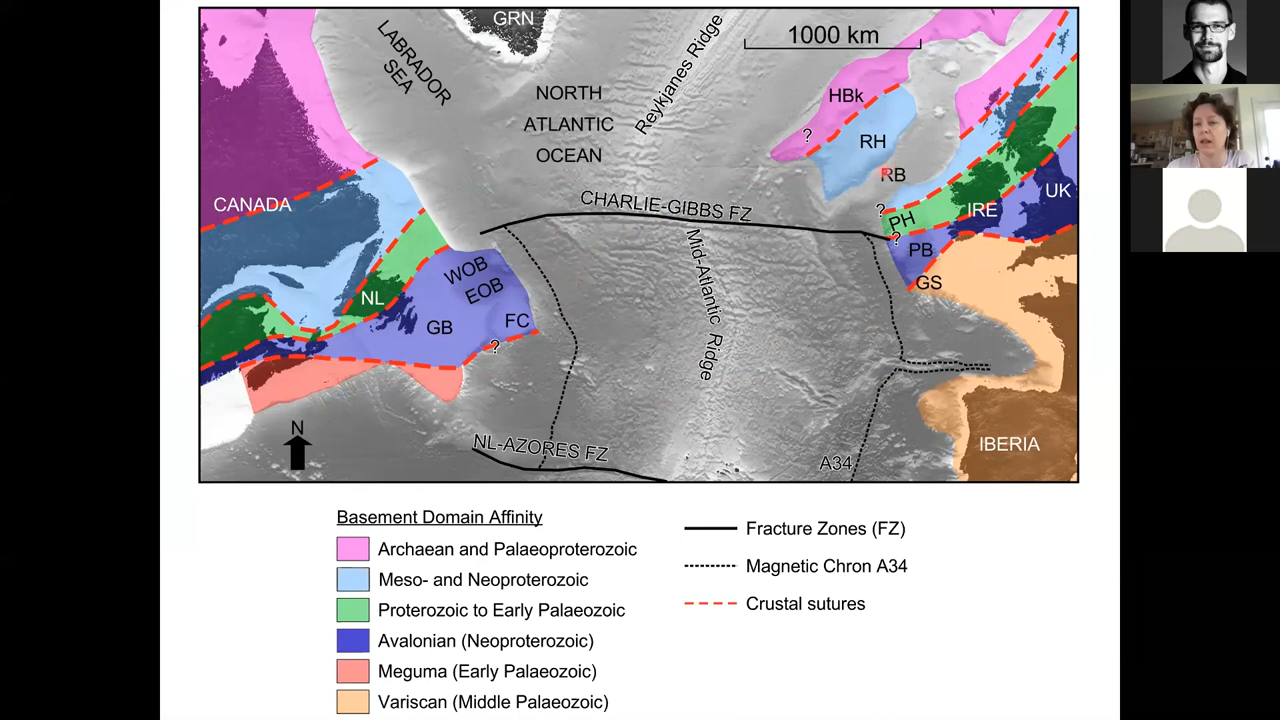 GRN
1000 km
LABRADOR
SEA
NORTH
ATLANTIC
OCEAN
Reykjanes Ridge
HBk
?
RH
RB
CANADA
CHARLIE-GIBBS FZ
?
PH
?
IRE
UK
PB
GS
WOB
EOB
NL
GB
FC
?
Mid-Atlantic Ridge
N
NL-AZORES FZ
A34
IBERIA
Basement Domain Affinity
Archaean and Palaeoproterozoic
Meso- and Neoproterozoic
Proterozoic to Early Palaeozoic
Avalonian (Neoproterozoic)
Meguma (Early Palaeozoic)
Variscan (Middle Palaeozoic)
Fracture Zones (FZ)
Magnetic Chron A34
Crustal sutures